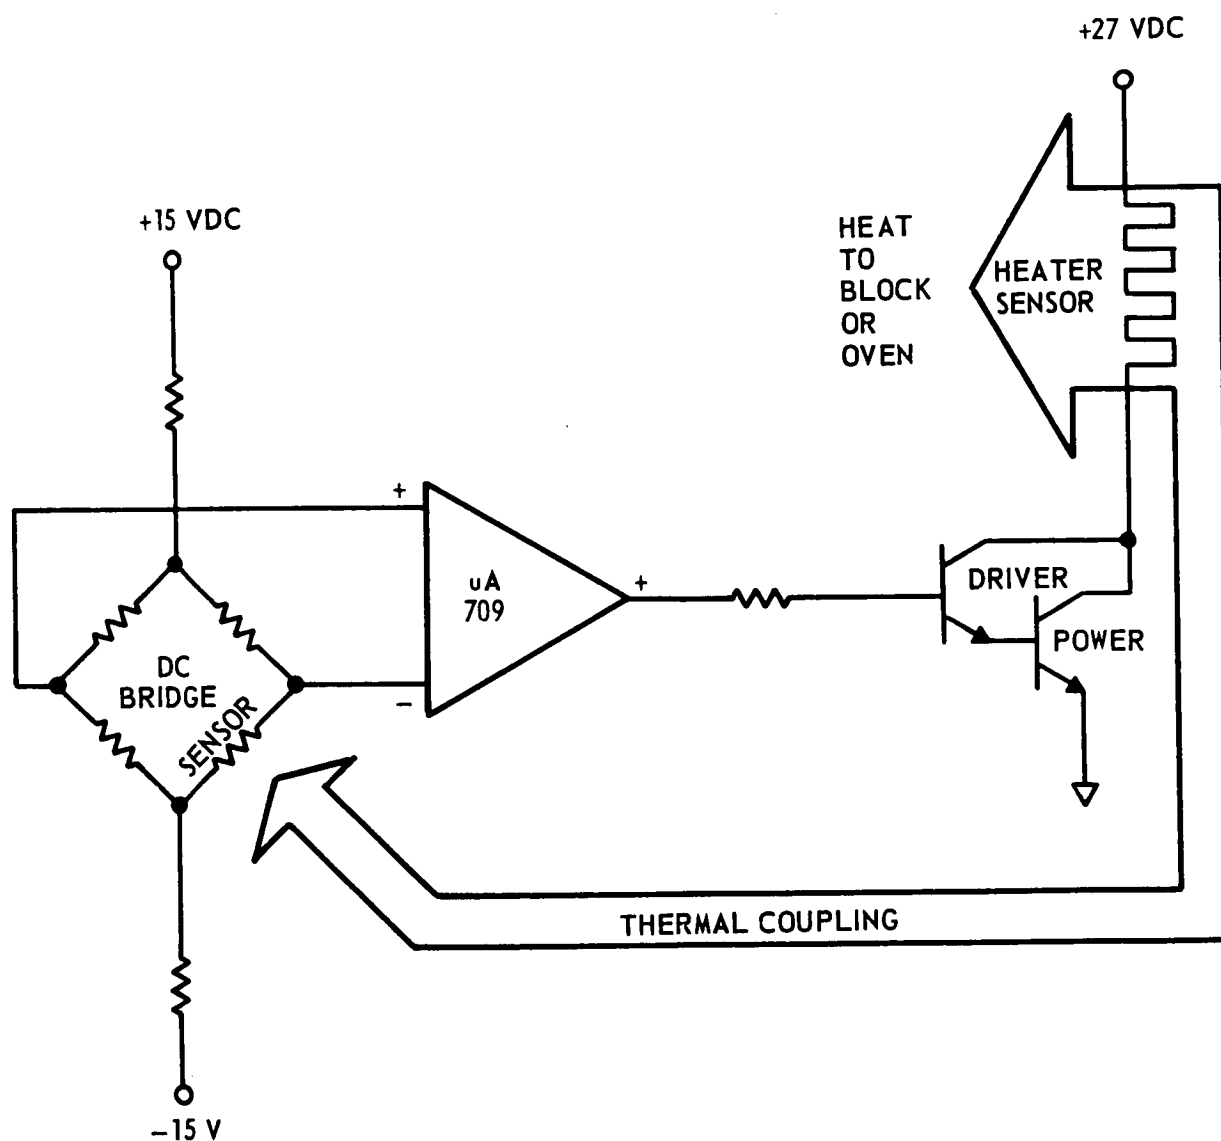 +27 VDC
+15 VDC
HEAT
TO
BLOCK
OR
OVEN
HEATER
SENSOR
+
uA
709
+
–
DRIVER
POWER
DC
BRIDGE
SENSOR
THERMAL COUPLING
–15 V